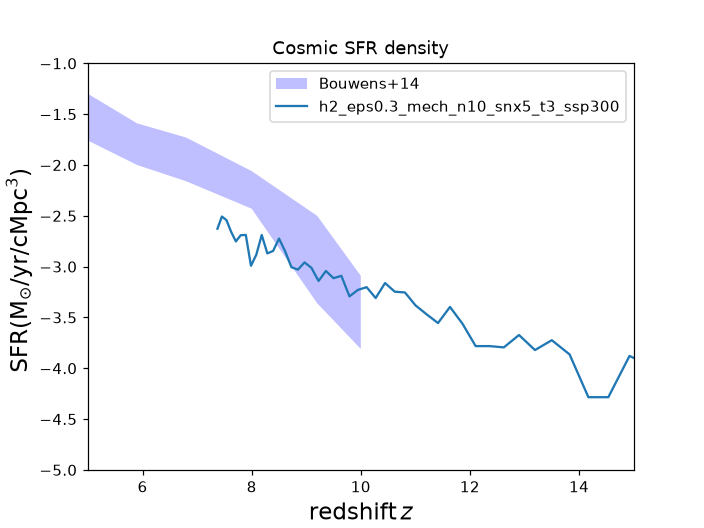 Cosmic SFR density
Bouwens+14
h2_eps0.3_mech_n10_snx5_t3_ssp300
SFR(M⊙/yr/cMpc³)
−1.0
−1.5
−2.0
−2.5
−3.0
−3.5
−4.0
−4.5
−5.0
6 8 10 12 14
redshift z